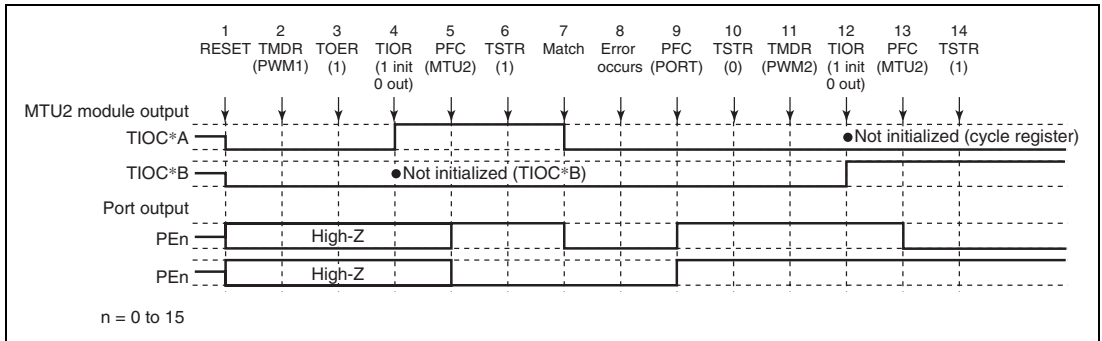 1 2 3 4 5 6 7 8 9 10 11 12 13 14
RESET TMDR TOER TIOR PFC TSTR Match Error PFC TSTR TMDR TIOR PFC TSTR
(PWM1) (1) (1 init (MTU2) (1) occurs (PORT) (0) (PWM2) (1 init (MTU2) (1)
0 out) 0 out)
MTU2 module output
TIOC*A ●Not initialized (cycle register)
TIOC*B ●Not initialized (TIOC*B)
Port output
PEn High-Z
PEn High-Z
n = 0 to 15